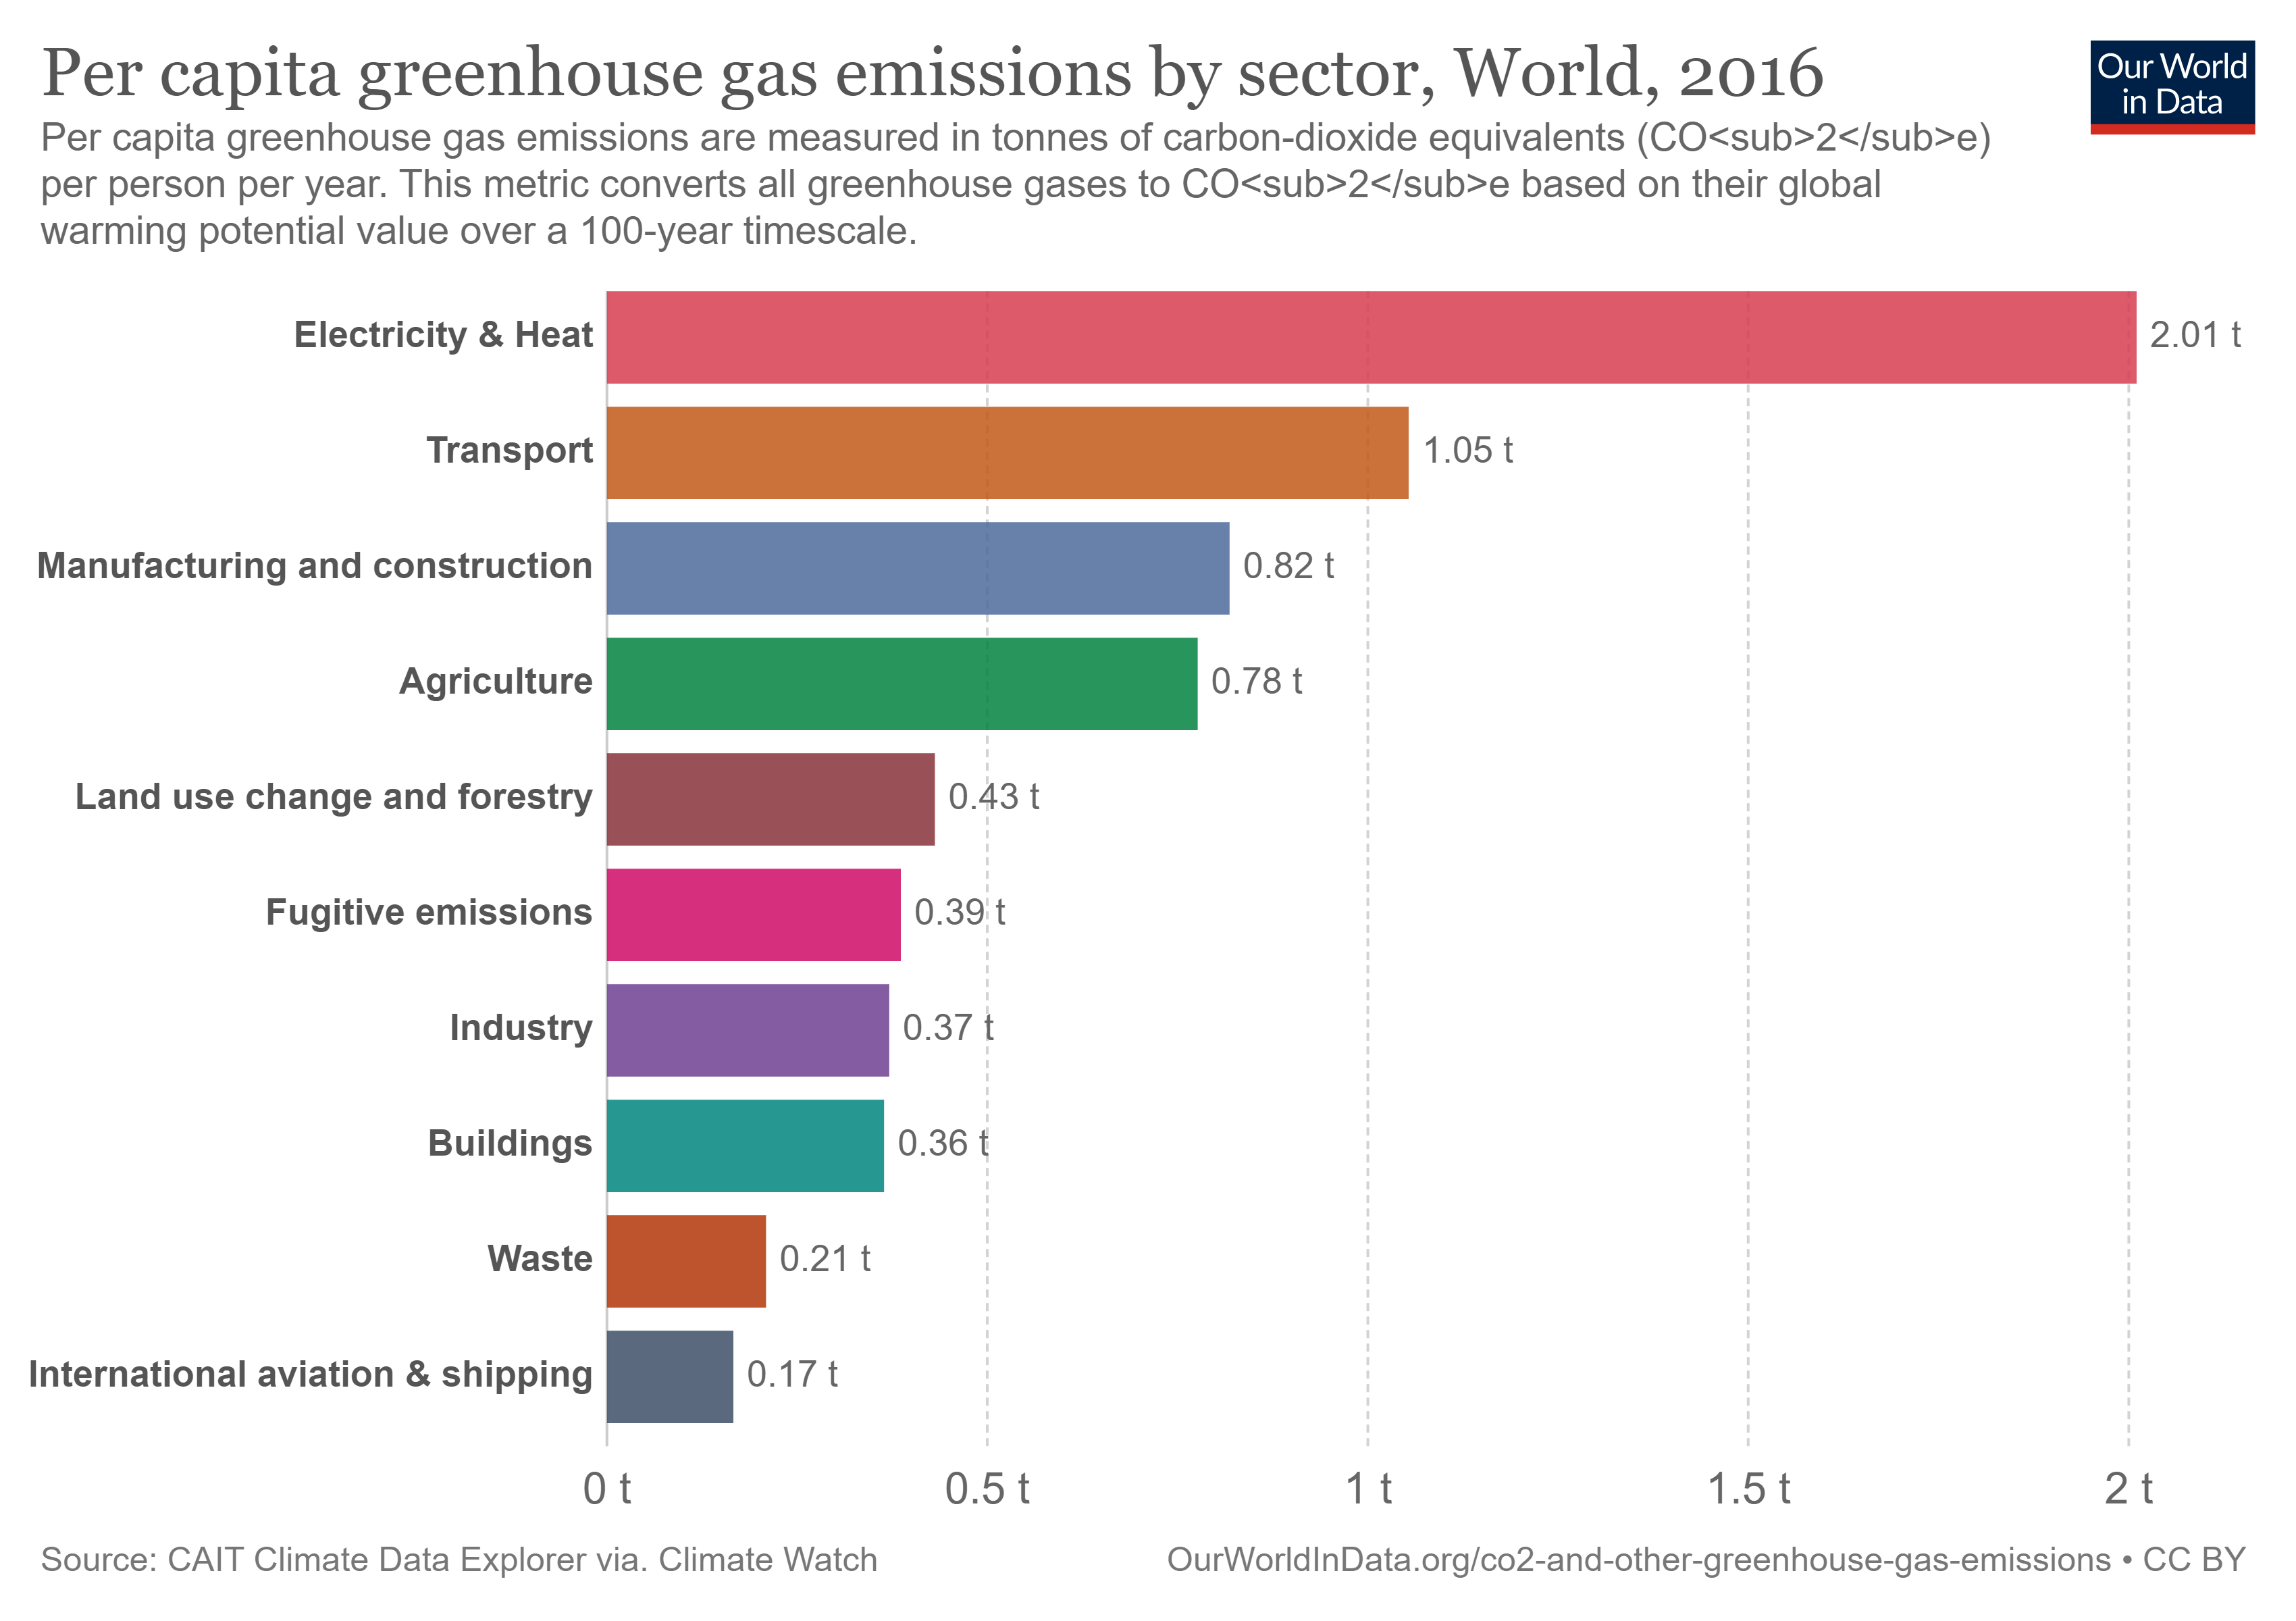 Per capita greenhouse gas emissions by sector, World, 2016
Our World
in Data
Per capita greenhouse gas emissions are measured in tonnes of carbon-dioxide equivalents (CO<sub>2</sub>e)
per person per year. This metric converts all greenhouse gases to CO<sub>2</sub>e based on their global
warming potential value over a 100-year timescale.
Electricity & Heat 2.01 t
Transport 1.05 t
Manufacturing and construction 0.82 t
Agriculture 0.78 t
Land use change and forestry 0.43 t
Fugitive emissions 0.39 t
Industry 0.37 t
Buildings 0.36 t
Waste 0.21 t
International aviation & shipping 0.17 t
0 t 0.5 t 1 t 1.5 t 2 t
Source: CAIT Climate Data Explorer via. Climate Watch OurWorldInData.org/co2-and-other-greenhouse-gas-emissions • CC BY